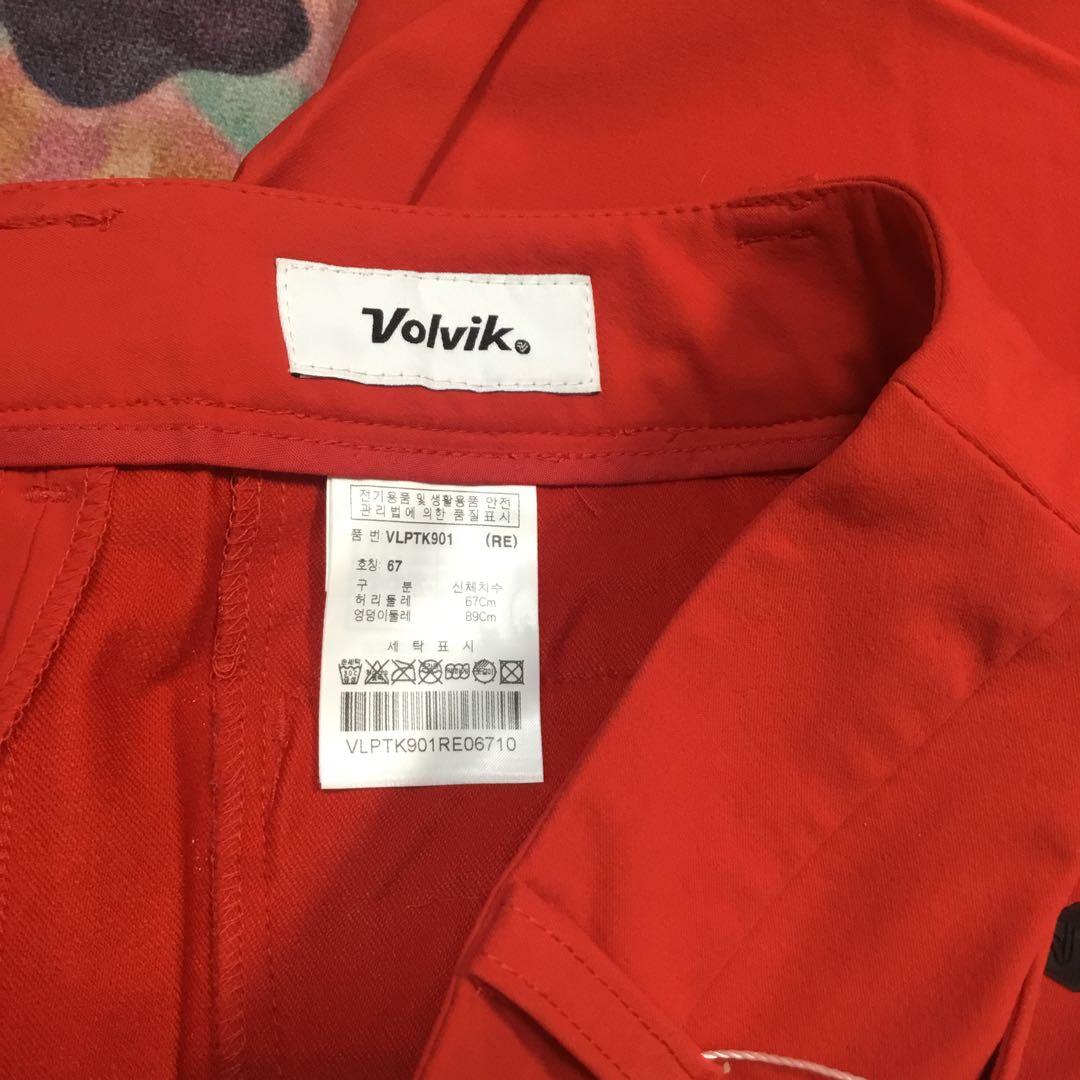 Volvik
전기용품 및 생활용품 안전
관리법에 의한 품질표시
품 번: VLPTK901 (RE)
호칭: 67
구 분 신체치수
허리둘레 67Cm
엉덩이둘레 89Cm
세 탁 표 시
VLPTK901RE06710